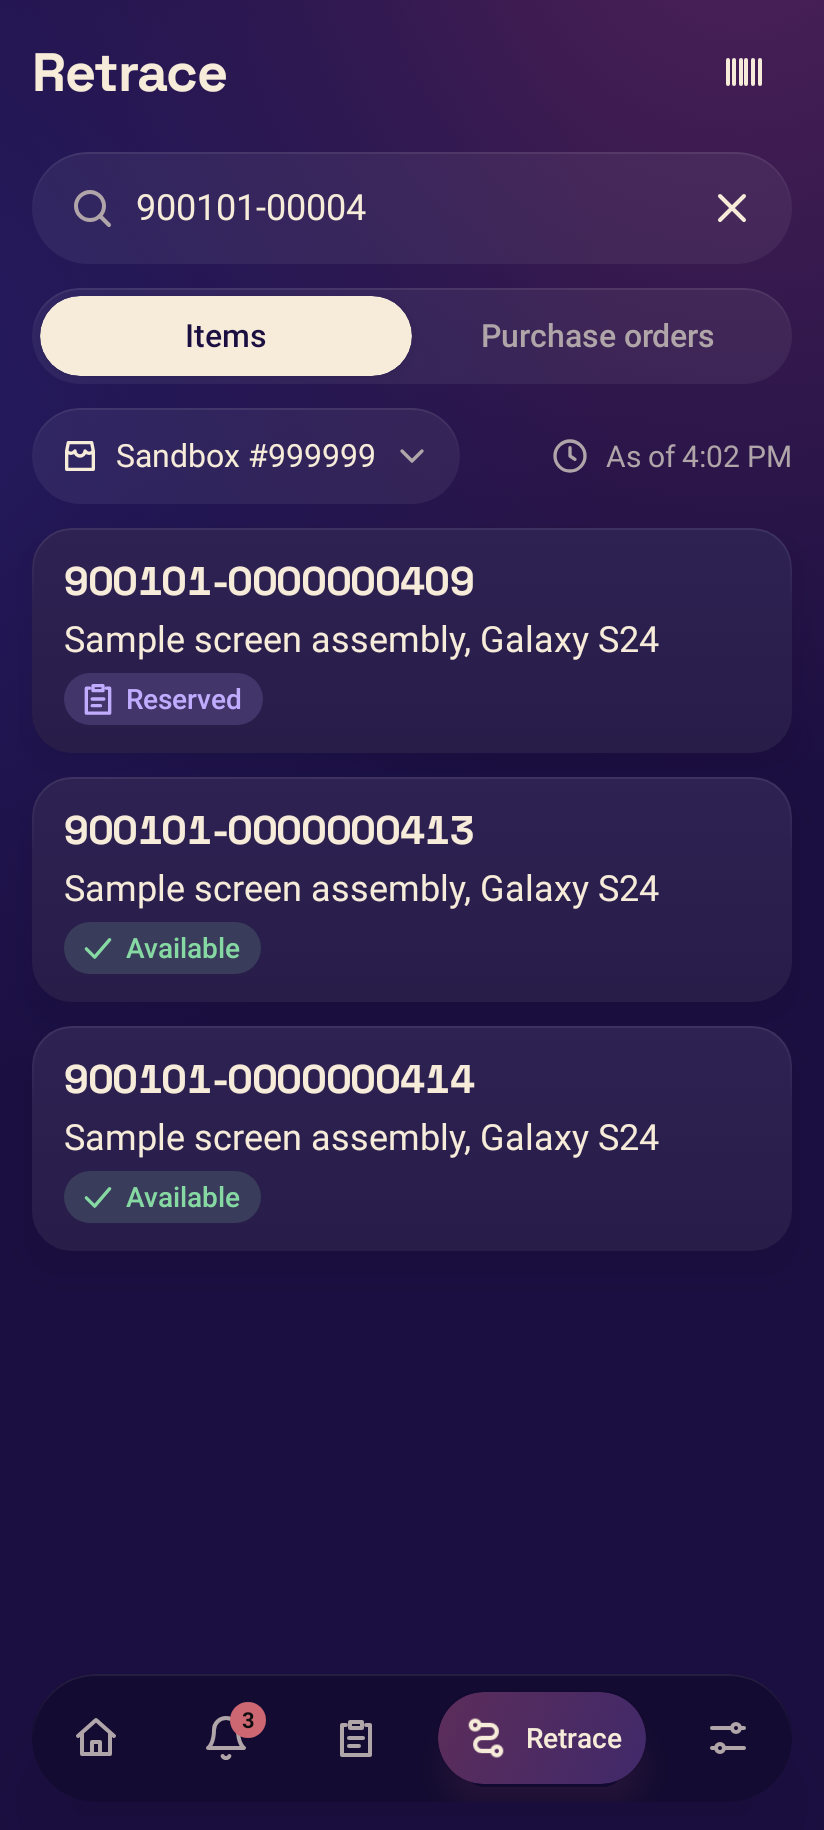 Retrace
900101-00004
Items
Purchase orders
Sandbox #999999
As of 4:02 PM
900101-0000000409
Sample screen assembly, Galaxy S24
Reserved
900101-0000000413
Sample screen assembly, Galaxy S24
Available
900101-0000000414
Sample screen assembly, Galaxy S24
Available
3
Retrace